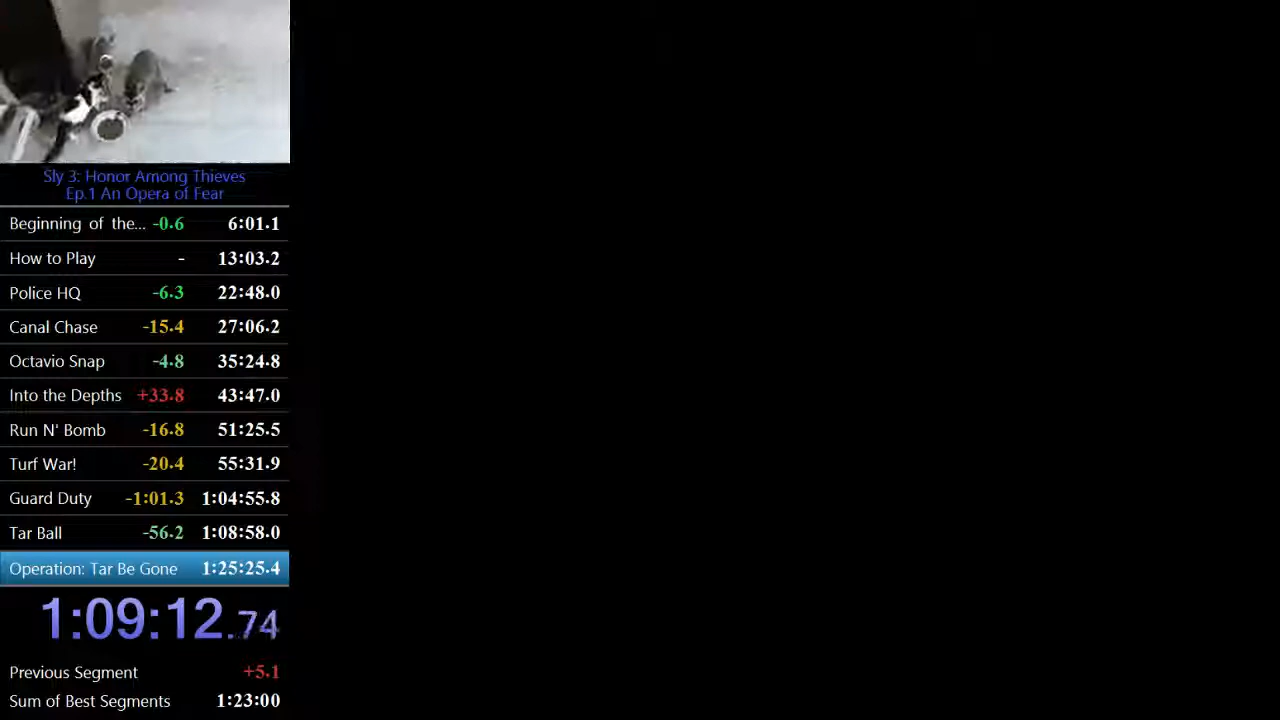 Sly 3: Honor Among Thieves
Ep.1 An Opera of Fear
Beginning of the... -0.6 6:01.1
How to Play - 13:03.2
Police HQ -6.3 22:48.0
Canal Chase -15.4 27:06.2
Octavio Snap -4.8 35:24.8
Into the Depths +33.8 43:47.0
Run N' Bomb -16.8 51:25.5
Turf War! -20.4 55:31.9
Guard Duty -1:01.3 1:04:55.8
Tar Ball -56.2 1:08:58.0
Operation: Tar Be Gone 1:25:25.4
1:09:12.74
Previous Segment +5.1
Sum of Best Segments 1:23:00